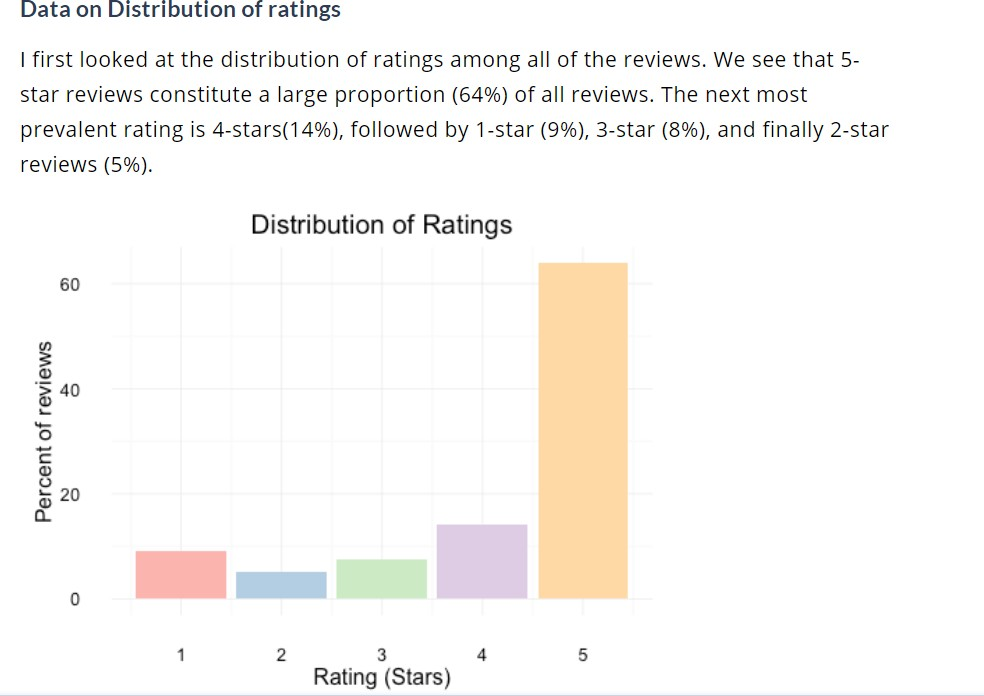 Data on Distribution of ratings
I first looked at the distribution of ratings among all of the reviews. We see that 5-
star reviews constitute a large proportion (64%) of all reviews. The next most
prevalent rating is 4-stars(14%), followed by 1-star (9%), 3-star (8%), and finally 2-star
reviews (5%).
Distribution of Ratings
Percent of reviews
60
40
20
0
1 2 3 4 5
Rating (Stars)